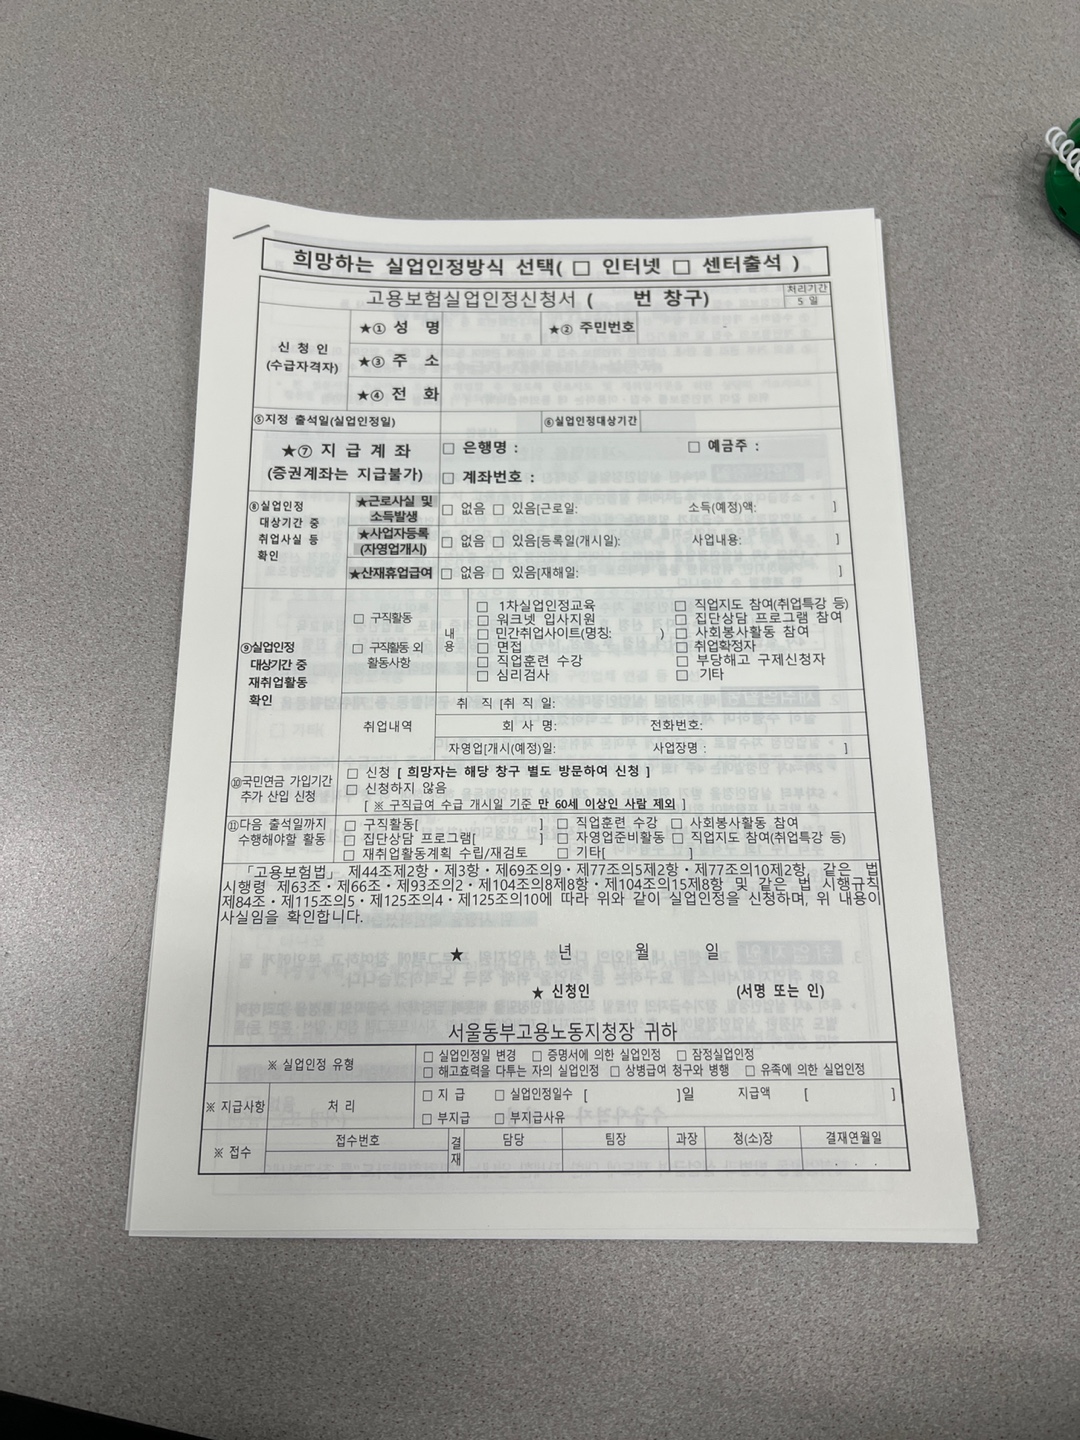 희망하는 실업인정방식 선택( □ 인터넷 □ 센터출석 )
고용보험실업인정신청서 ( 번 창구)
처리기간
5 일
신 청 인
(수급자격자)
★① 성 명
★② 주민번호
★③ 주 소
★④ 전 화
⑤지정 출석일(실업인정일)
⑥실업인정대상기간
★⑦ 지 급 계 좌
(증권계좌는 지급불가)
□ 은행명 : □ 예금주 :
□ 계좌번호 :
⑧실업인정
대상기간 중
취업사실 등
확인
★근로사실 및
소득발생
□ 없음 □ 있음[근로일: 소득(예정)액: ]
★사업자등록
(자영업개시)
□ 없음 □ 있음[등록일(개시일): 사업내용: ]
★산재휴업급여
□ 없음 □ 있음[재해일: ]
⑨실업인정
대상기간 중
재취업활동
확인
□ 구직활동
□ 구직활동 외
활동사항
내
용
□ 1차실업인정교육
□ 워크넷 입사지원
□ 민간취업사이트(명칭: )
□ 면접
□ 직업훈련 수강
□ 심리검사
□ 직업지도 참여(취업특강 등)
□ 집단상담 프로그램 참여
□ 사회봉사활동 참여
□ 취업확정자
□ 부당해고 구제신청자
□ 기타
취업내역
취 직 [취 직 일:
회 사 명: 전화번호:
자영업[개시(예정)일: 사업장명 : ]
⑩국민연금 가입기간
추가 산입 신청
□ 신청 [ 희망자는 해당 창구 별도 방문하여 신청 ]
□ 신청하지 않음
[ ※ 구직급여 수급 개시일 기준 만 60세 이상인 사람 제외 ]
⑪다음 출석일까지
수행해야할 활동
□ 구직활동[ ] □ 직업훈련 수강 □ 사회봉사활동 참여
□ 집단상담 프로그램[ ] □ 자영업준비활동 □ 직업지도 참여(취업특강 등)
□ 재취업활동계획 수립/재검토 □ 기타[ ]
「고용보험법」 제44조제2항・제3항・제69조의9・제77조의5제2항・제77조의10제2항, 같은 법
시행령 제63조・제66조・제93조의2・제104조의8제8항・제104조의15제8항 및 같은 법 시행규칙
제84조・제115조의5・제125조의4・제125조의10에 따라 위와 같이 실업인정을 신청하며, 위 내용이
사실임을 확인합니다.
★ 년 월 일
★ 신청인 (서명 또는 인)
서울동부고용노동지청장 귀하
※ 실업인정 유형
□ 실업인정일 변경 □ 증명서에 의한 실업인정 □ 잠정실업인정
□ 해고효력을 다투는 자의 실업인정 □ 상병급여 청구와 병행 □ 유족에 의한 실업인정
※ 지급사항
처 리
□ 지 급 □ 실업인정일수 [ ]일 지급액 [ ]
□ 부지급 □ 부지급사유
※ 접수
접수번호
결
재
담당 팀장 과장 청(소)장 결재연월일
. . .